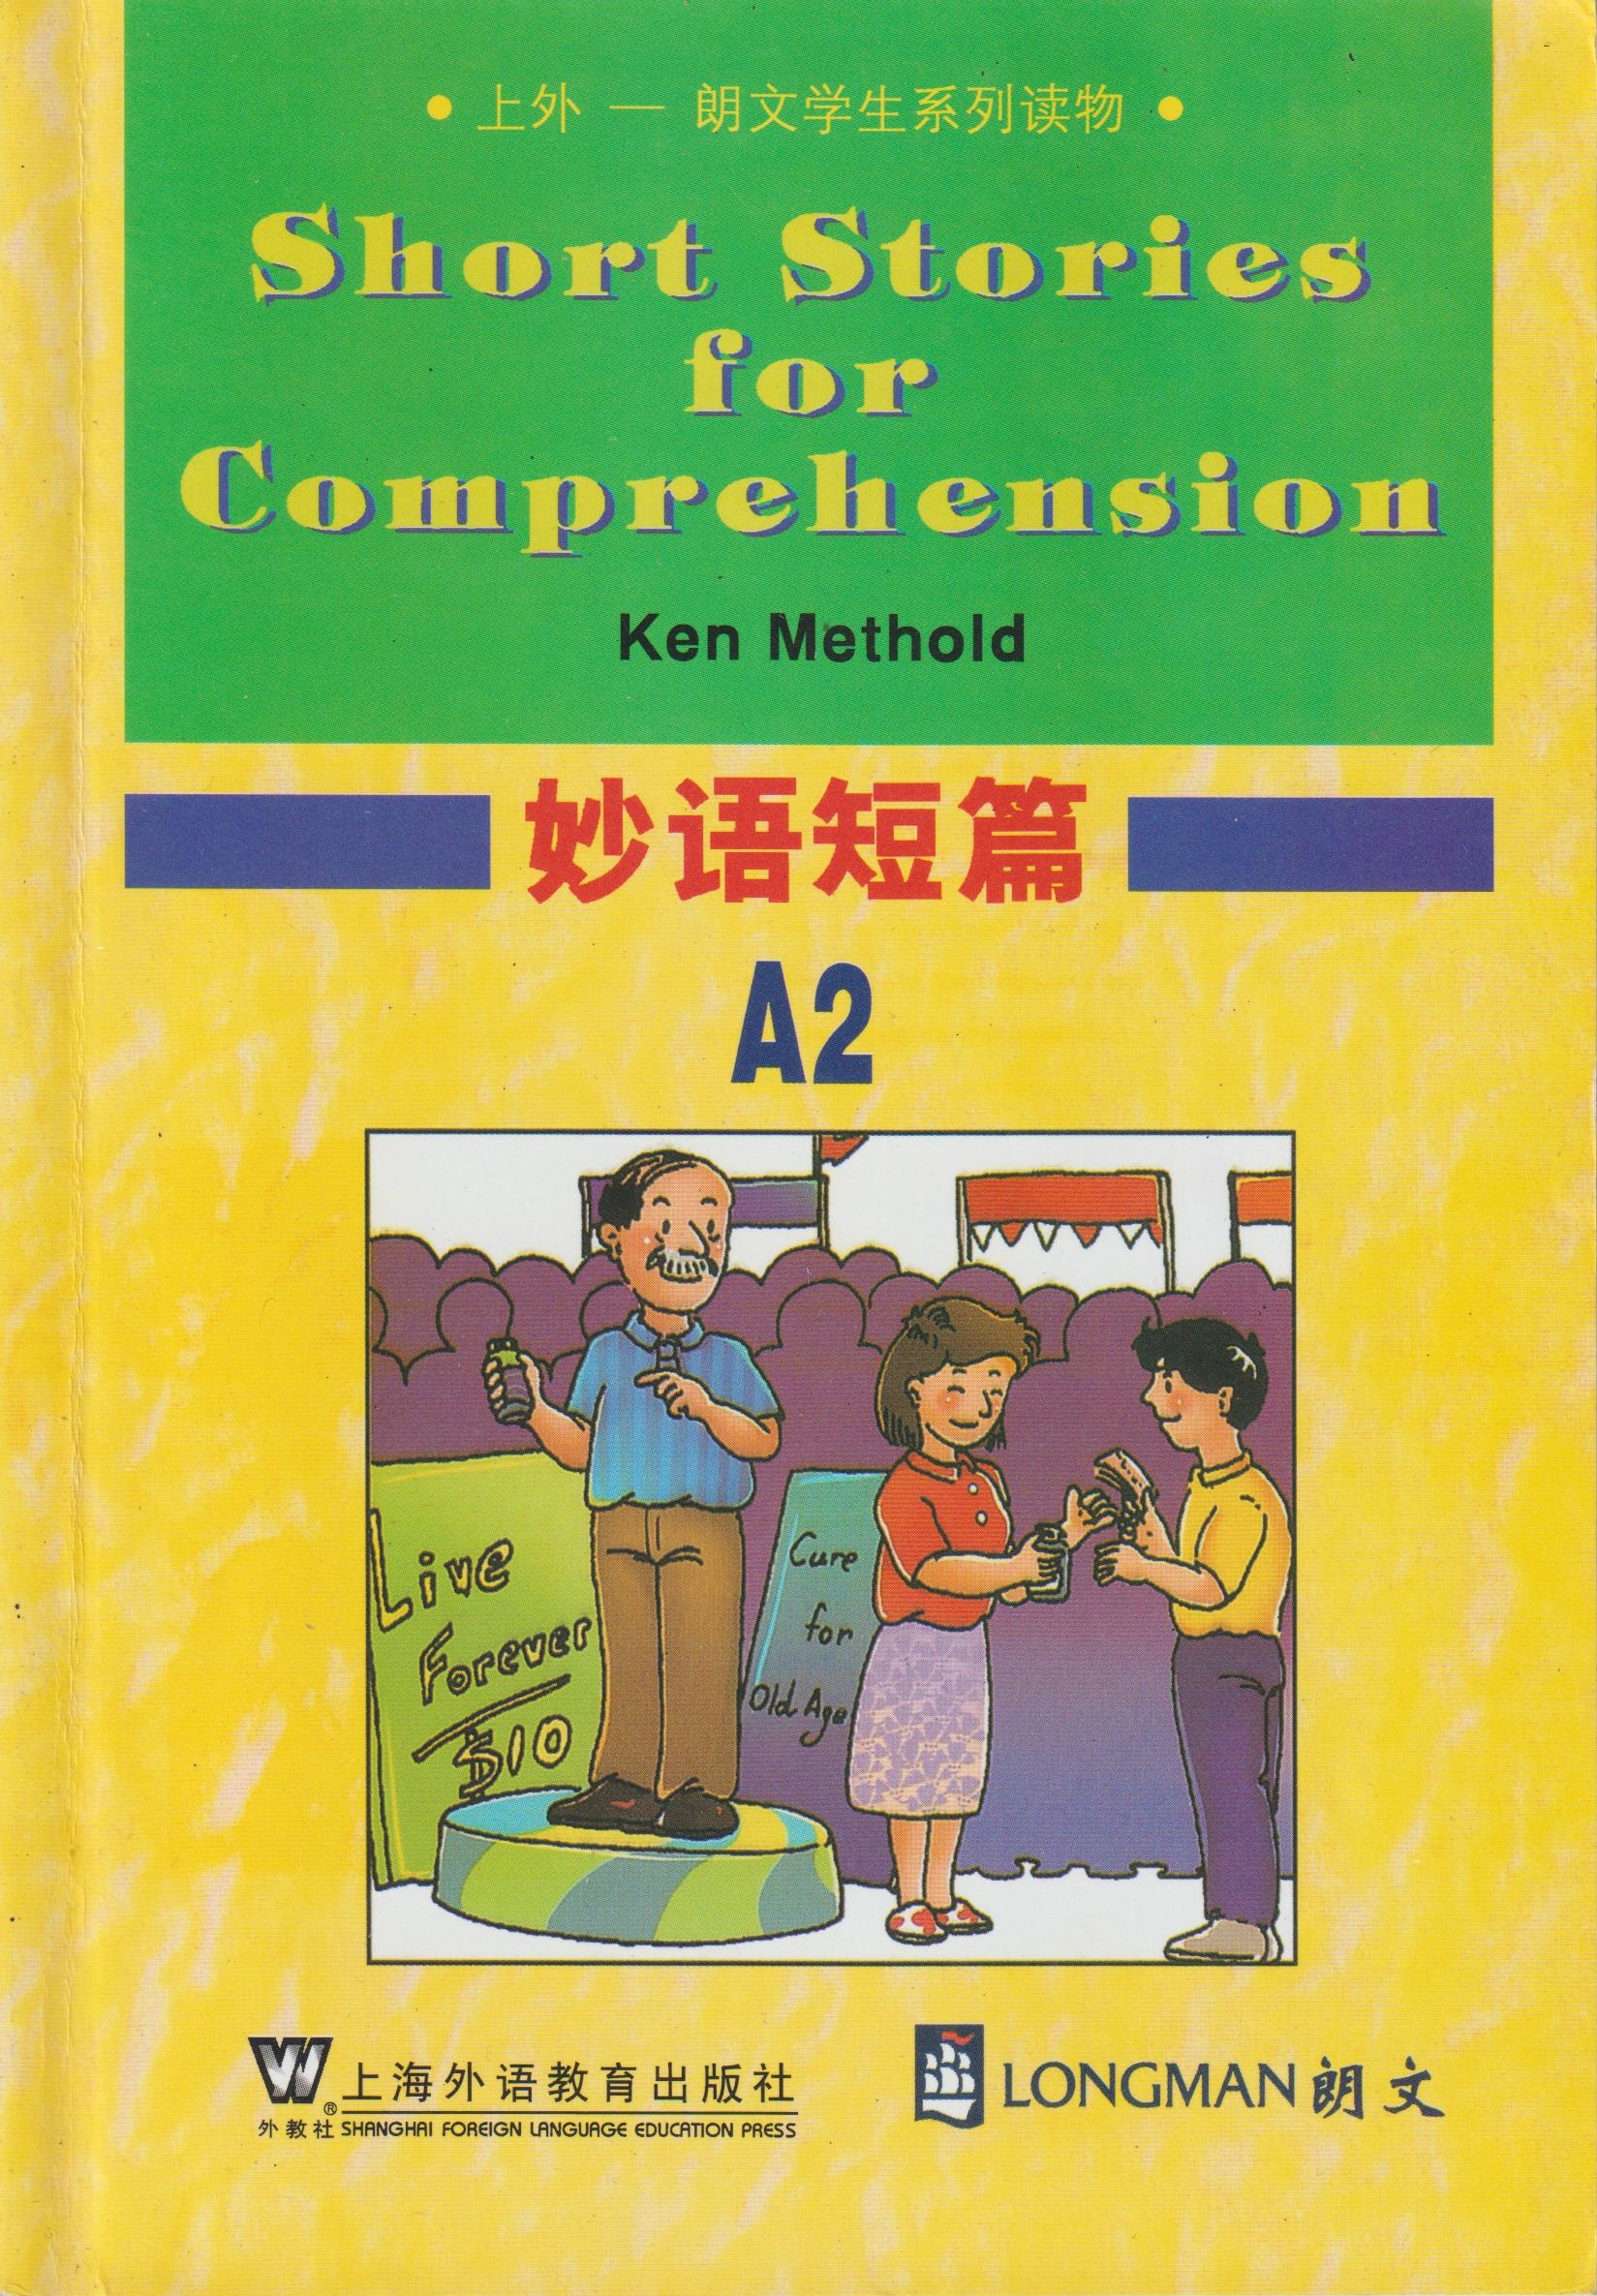 • 上外 — 朗文学生系列读物 •
Short Stories
for
Comprehension
Ken Methold
妙语短篇
A2
Live
Forever
$10
Cure
for
Old Age
上海外语教育出版社
外教社 SHANGHAI FOREIGN LANGUAGE EDUCATION PRESS
W®
LONGMAN 朗文